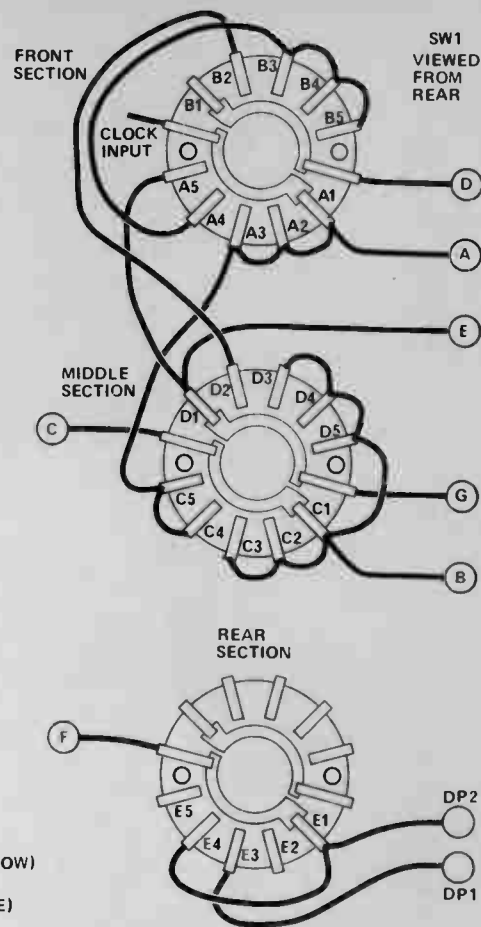 FRONT
SECTION
SW1
VIEWED
FROM
REAR
B1
B2
B3
B4
B5
CLOCK
INPUT
A5
A4
A3
A2
A1
D
A
E
MIDDLE
SECTION
D1
D2
D3
D4
D5
C
C5
C4
C3
C2
C1
G
B
REAR
SECTION
F
E5
E4
E3
E2
E1
DP2
DP1
OW)
E)